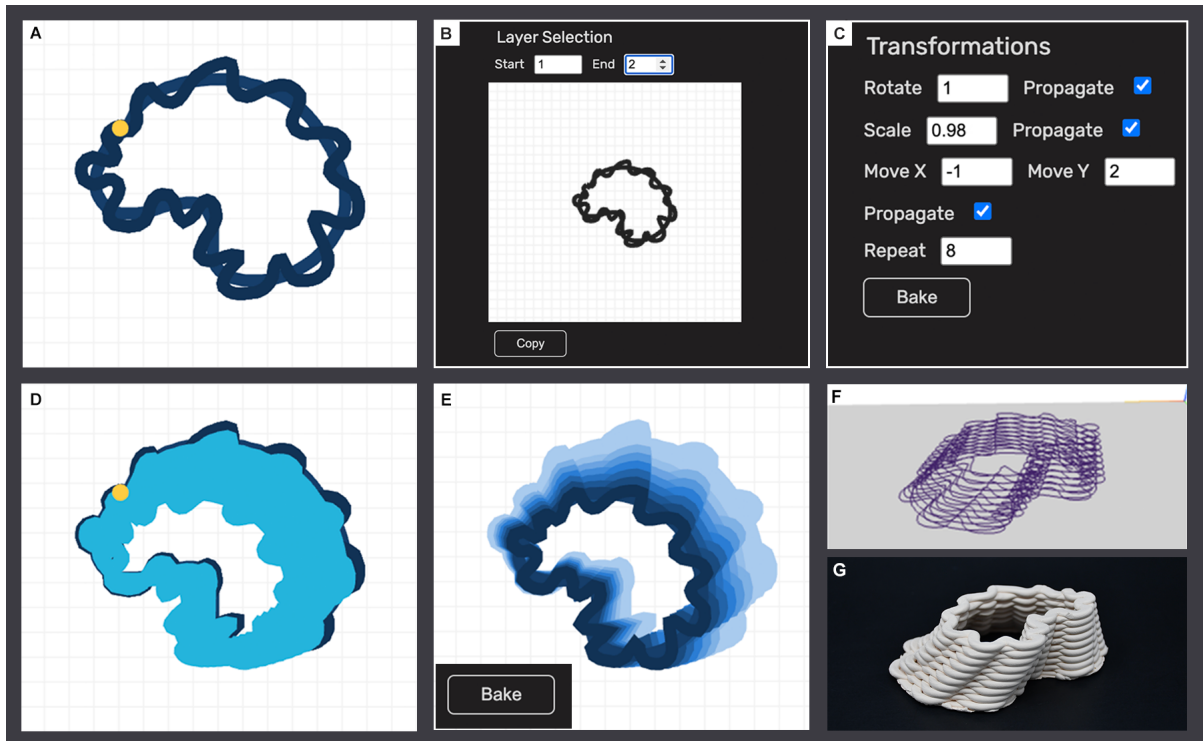 A
B
Layer Selection
Start 1 End 2
Copy
C
Transformations
Rotate 1 Propagate
Scale 0.98 Propagate
Move X -1 Move Y 2
Propagate
Repeat 8
Bake
D
E
Bake
F
G